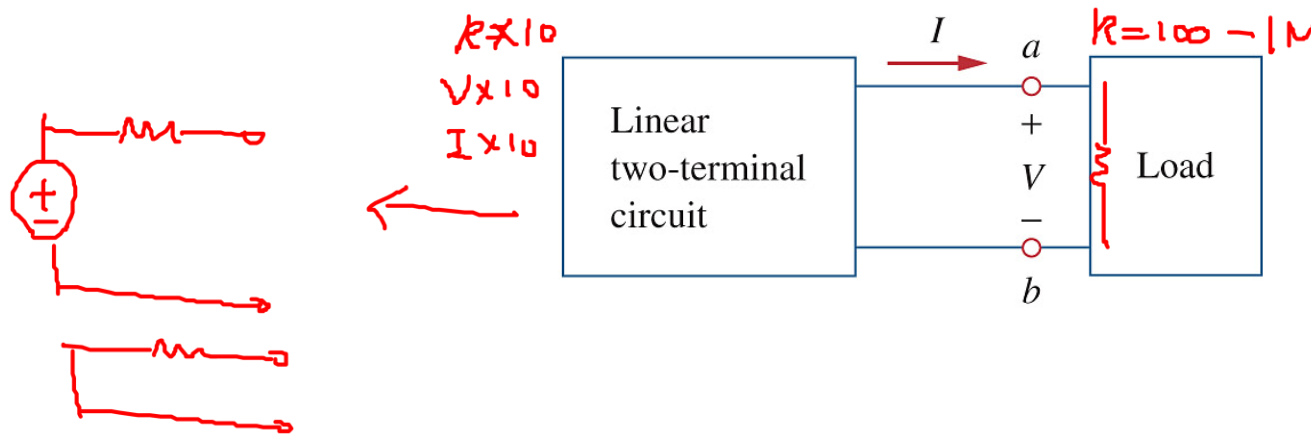 R×10
V×10
I×10
Linear
two-terminal
circuit
I
a
+
V
−
b
R=100 – 1M
Load
+
−